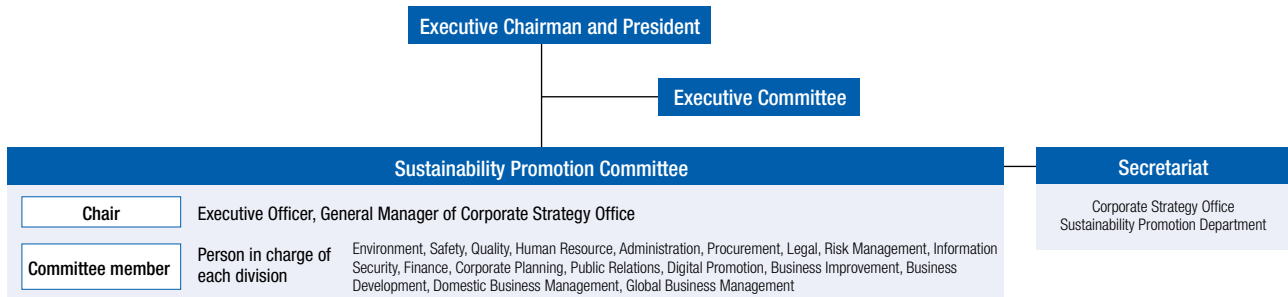 Executive Chairman and President
Executive Committee
Sustainability Promotion Committee
Secretariat
Chair
Executive Officer, General Manager of Corporate Strategy Office
Corporate Strategy Office
Sustainability Promotion Department
Committee member
Person in charge of
each division
Environment, Safety, Quality, Human Resource, Administration, Procurement, Legal, Risk Management, Information
Security, Finance, Corporate Planning, Public Relations, Digital Promotion, Business Improvement, Business
Development, Domestic Business Management, Global Business Management